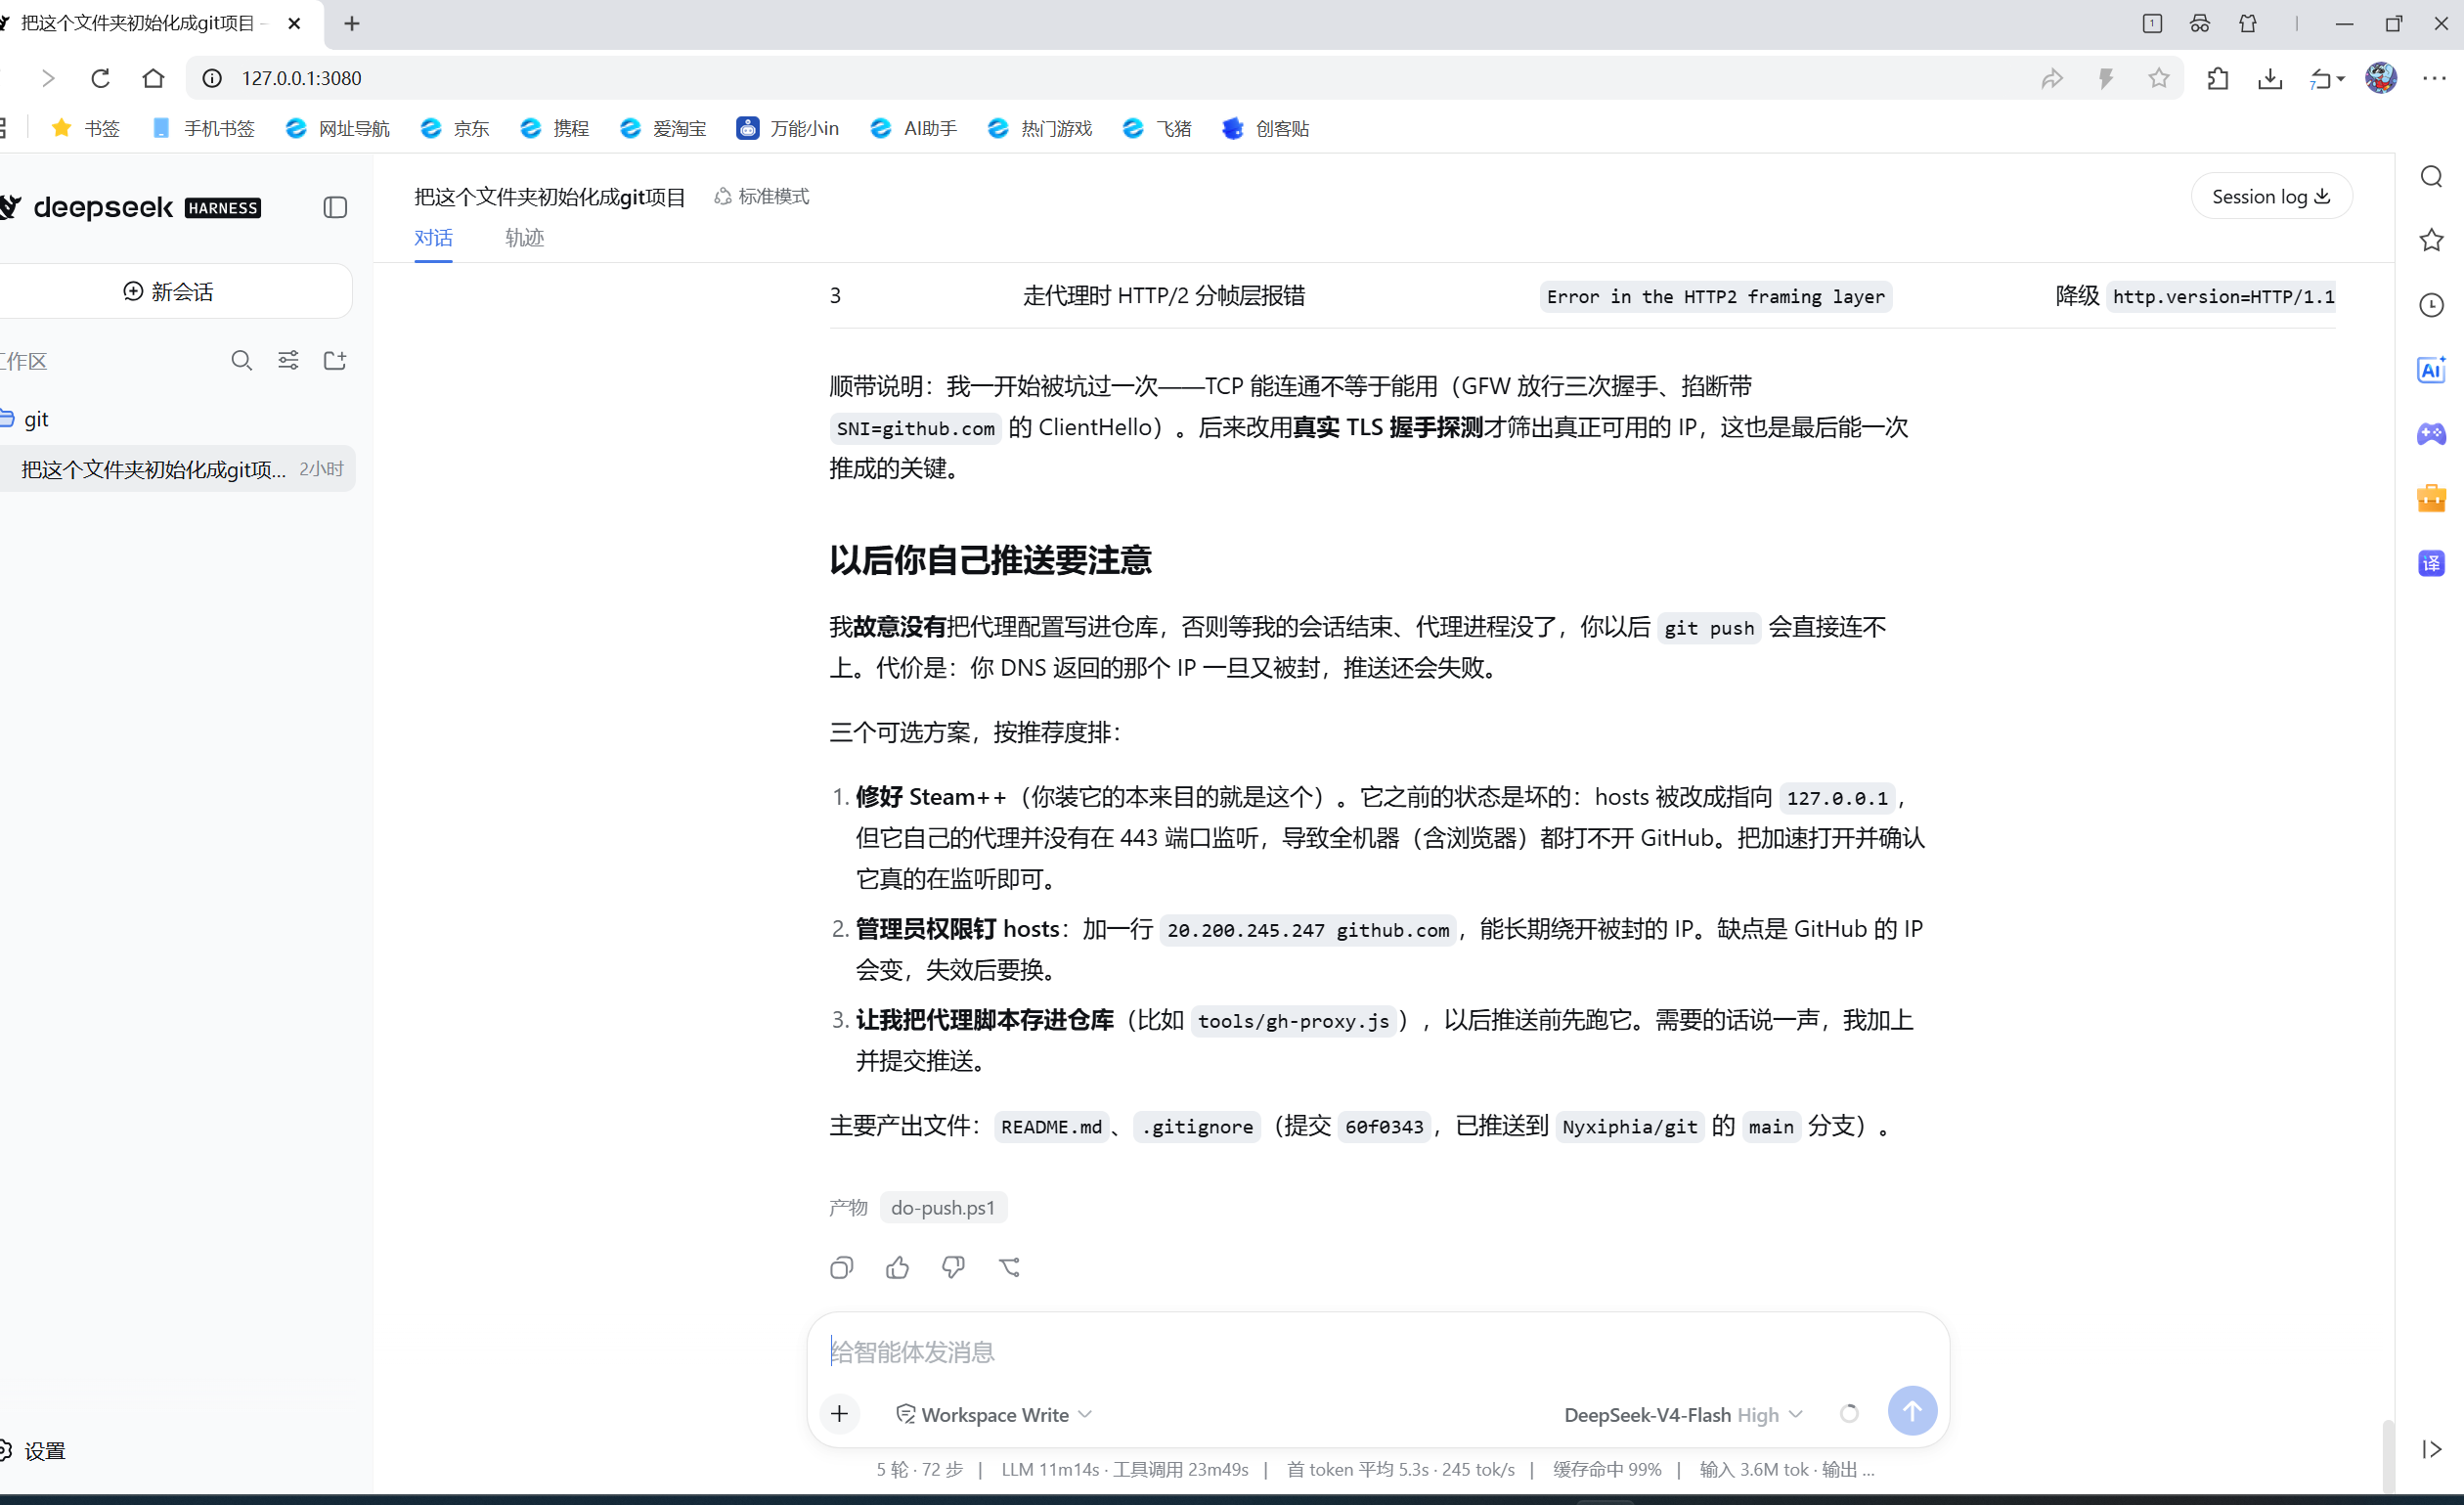 把这个文件夹初始化成git项目 -
127.0.0.1:3080
书签 手机书签 网址导航 京东 携程 爱淘宝 万能小in AI助手 热门游戏 飞猪 创客贴
deepseek HARNESS
新会话
工作区
git
把这个文件夹初始化成git项... 2小时
设置
把这个文件夹初始化成git项目 标准模式
Session log
对话 轨迹
3 走代理时 HTTP/2 分帧层报错 Error in the HTTP2 framing layer 降级 http.version=HTTP/1.1
顺带说明：我一开始被坑过一次——TCP 能连通不等于能用（GFW 放行三次握手、掐断带
SNI=github.com 的 ClientHello）。后来改用真实 TLS 握手探测才筛出真正可用的 IP，这也是最后能一次
推成的关键。
以后你自己推送要注意
我故意没有把代理配置写进仓库，否则等我的会话结束、代理进程没了，你以后 git push 会直接连不
上。代价是：你 DNS 返回的那个 IP 一旦又被封，推送还会失败。
三个可选方案，按推荐度排：
1. 修好 Steam++（你装它的本来目的就是这个）。它之前的状态是坏的：hosts 被改成指向 127.0.0.1，
但它自己的代理并没有在 443 端口监听，导致全机器（含浏览器）都打不开 GitHub。把加速打开并确认
它真的在监听即可。
2. 管理员权限钉 hosts：加一行 20.200.245.247 github.com，能长期绕开被封的 IP。缺点是 GitHub 的 IP
会变，失效后要换。
3. 让我把代理脚本存进仓库（比如 tools/gh-proxy.js），以后推送前先跑它。需要的话说一声，我加上
并提交推送。
主要产出文件：README.md、.gitignore（提交 60f0343，已推送到 Nyxiphia/git 的 main 分支）。
产物 do-push.ps1
给智能体发消息
Workspace Write
DeepSeek-V4-Flash High
5 轮 · 72 步 | LLM 11m14s · 工具调用 23m49s | 首 token 平均 5.3s · 245 tok/s | 缓存命中 99% | 输入 3.6M tok · 输出 ...
1
7
AI
译